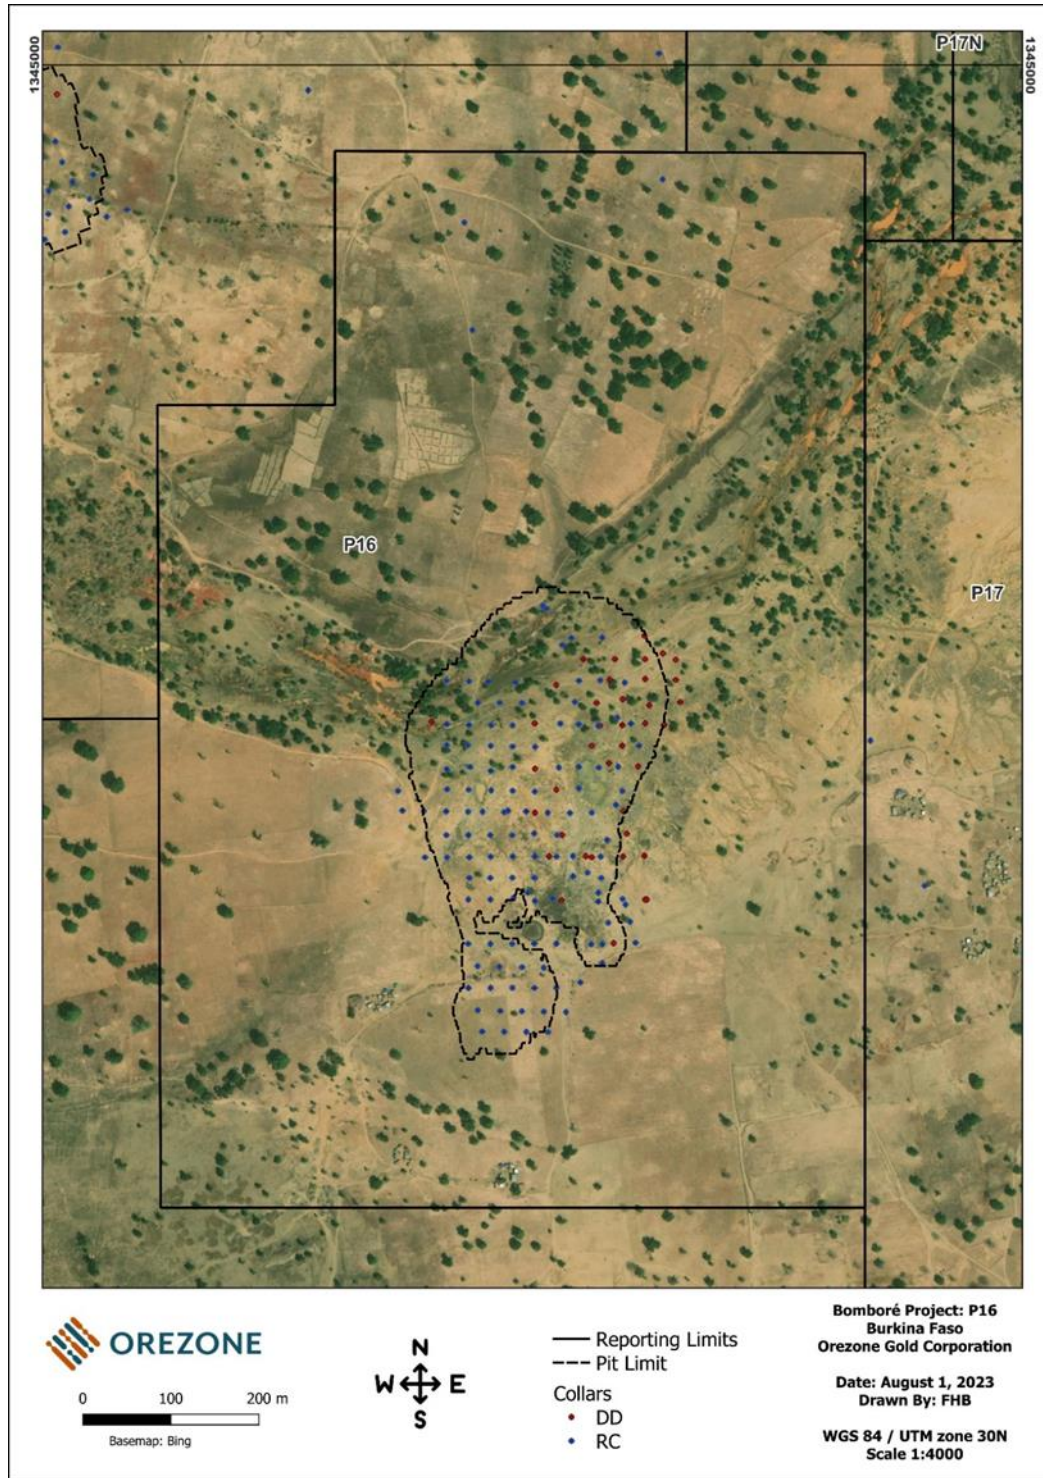 P17N
1345000
1345000
P16
P17
OREZONE
0 100 200 m
Basemap: Bing
N
W E
S
Reporting Limits
Pit Limit
Collars
DD
RC
Bomboré Project: P16
Burkina Faso
Orezone Gold Corporation
Date: August 1, 2023
Drawn By: FHB
WGS 84 / UTM zone 30N
Scale 1:4000